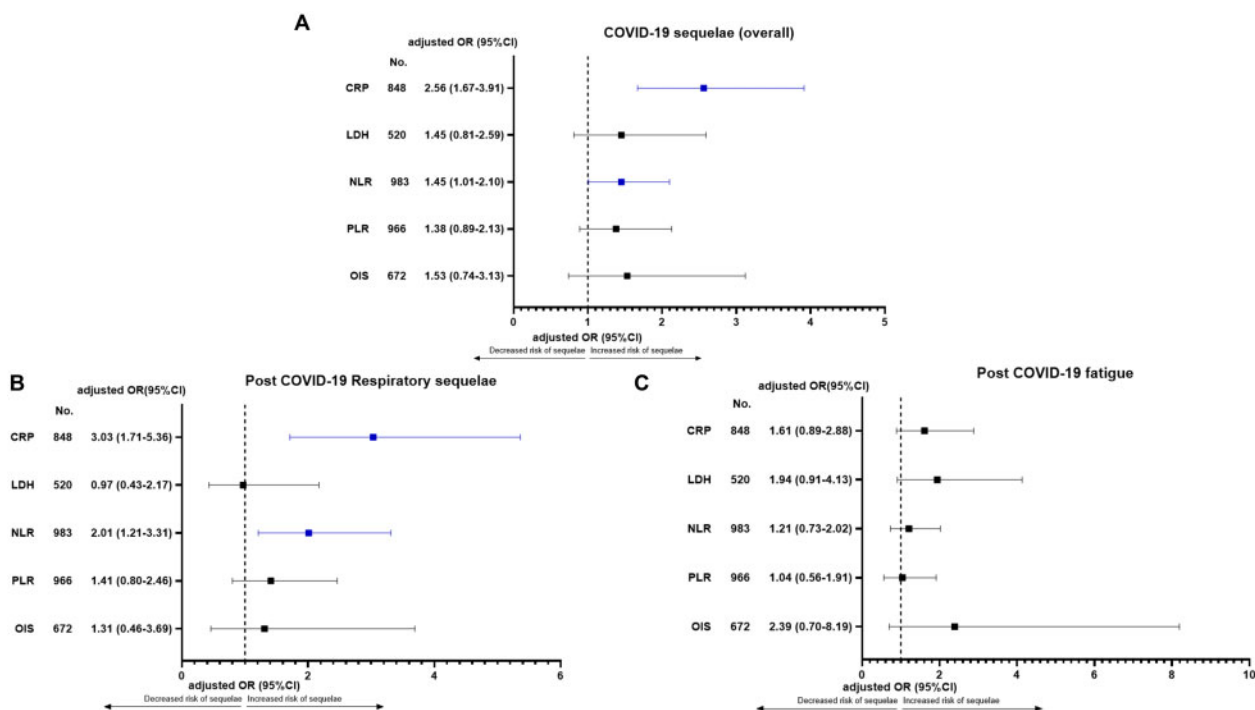 A
COVID-19 sequelae (overall)
adjusted OR (95%CI)
No.
CRP 848 2.56 (1.67-3.91)
LDH 520 1.45 (0.81-2.59)
NLR 983 1.45 (1.01-2.10)
PLR 966 1.38 (0.89-2.13)
OIS 672 1.53 (0.74-3.13)
0 1 2 3 4 5
adjusted OR (95%CI)
Decreased risk of sequelae Increased risk of sequelae
B
Post COVID-19 Respiratory sequelae
adjusted OR(95%CI)
No.
CRP 848 3.03 (1.71-5.36)
LDH 520 0.97 (0.43-2.17)
NLR 983 2.01 (1.21-3.31)
PLR 966 1.41 (0.80-2.46)
OIS 672 1.31 (0.46-3.69)
0 2 4 6
adjusted OR (95%CI)
Decreased risk of sequelae Increased risk of sequelae
C
Post COVID-19 fatigue
adjusted OR(95%CI)
No.
CRP 848 1.61 (0.89-2.88)
LDH 520 1.94 (0.91-4.13)
NLR 983 1.21 (0.73-2.02)
PLR 966 1.04 (0.56-1.91)
OIS 672 2.39 (0.70-8.19)
0 2 4 6 8 10
adjusted OR (95%CI)
Decreased risk of sequelae Increased risk of sequelae